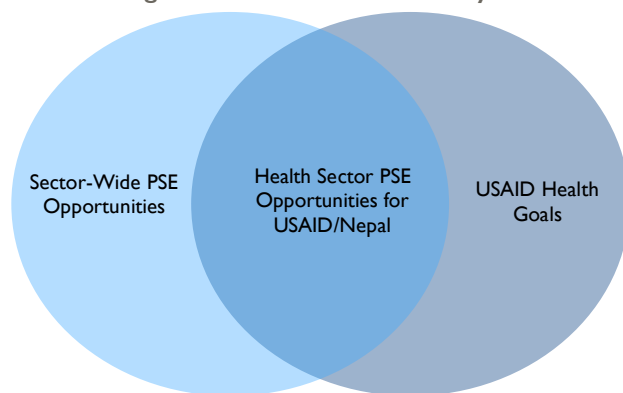 Sector-Wide PSE
Opportunities
Health Sector PSE
Opportunities for
USAID/Nepal
USAID Health
Goals